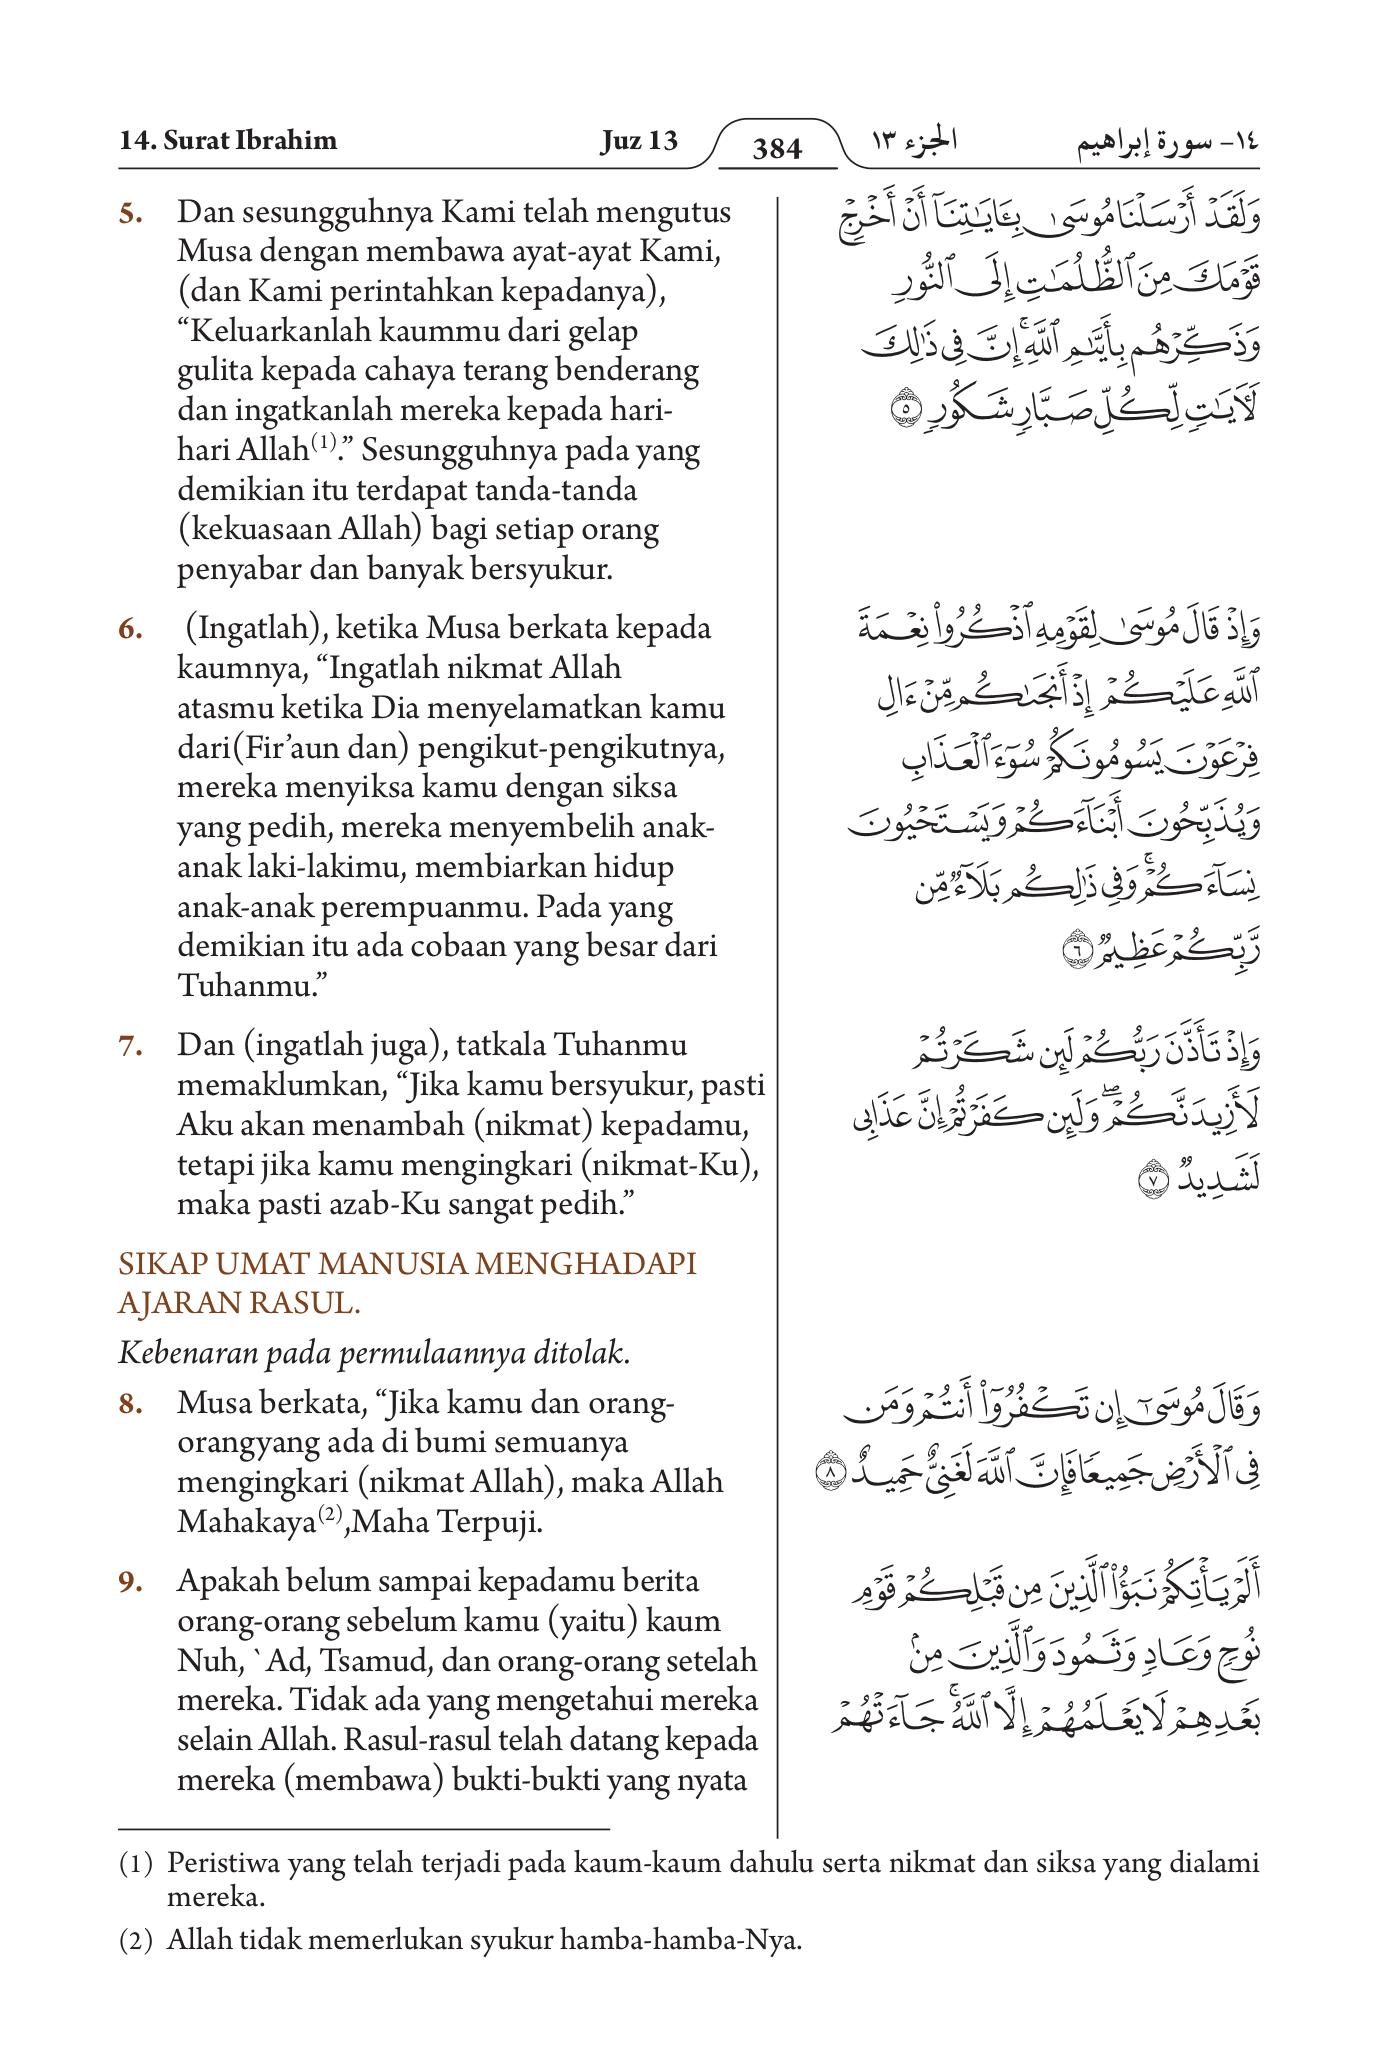 14. Surat Ibrahim
Juz 13
384
الجزء ١٣
١٤- سورة إبراهيم
5. Dan sesungguhnya Kami telah mengutus
Musa dengan membawa ayat-ayat Kami,
(dan Kami perintahkan kepadanya),
“Keluarkanlah kaummu dari gelap
gulita kepada cahaya terang benderang
dan ingatkanlah mereka kepada hari-
hari Allah(1).” Sesungguhnya pada yang
demikian itu terdapat tanda-tanda
(kekuasaan Allah) bagi setiap orang
penyabar dan banyak bersyukur.
6. (Ingatlah), ketika Musa berkata kepada
kaumnya, “Ingatlah nikmat Allah
atasmu ketika Dia menyelamatkan kamu
dari(Fir’aun dan) pengikut-pengikutnya,
mereka menyiksa kamu dengan siksa
yang pedih, mereka menyembelih anak-
anak laki-lakimu, membiarkan hidup
anak-anak perempuanmu. Pada yang
demikian itu ada cobaan yang besar dari
Tuhanmu.”
7. Dan (ingatlah juga), tatkala Tuhanmu
memaklumkan, “Jika kamu bersyukur, pasti
Aku akan menambah (nikmat) kepadamu,
tetapi jika kamu mengingkari (nikmat-Ku),
maka pasti azab-Ku sangat pedih.”
SIKAP UMAT MANUSIA MENGHADAPI
AJARAN RASUL.
Kebenaran pada permulaannya ditolak.
8. Musa berkata, “Jika kamu dan orang-
orangyang ada di bumi semuanya
mengingkari (nikmat Allah), maka Allah
Mahakaya(2),Maha Terpuji.
9. Apakah belum sampai kepadamu berita
orang-orang sebelum kamu (yaitu) kaum
Nuh, `Ad, Tsamud, dan orang-orang setelah
mereka. Tidak ada yang mengetahui mereka
selain Allah. Rasul-rasul telah datang kepada
mereka (membawa) bukti-bukti yang nyata
وَلَقَدْ أَرْسَلْنَا مُوسَىٰ بِـَٔايَـٰتِنَآ أَنْ أَخْرِجْ
قَوْمَكَ مِنَ ٱلظُّلُمَـٰتِ إِلَى ٱلنُّورِ
وَذَكِّرْهُم بِأَيَّىٰمِ ٱللَّهِ ۚ إِنَّ فِى ذَٰلِكَ
لَـَٔايَـٰتٍ لِّكُلِّ صَبَّارٍ شَكُورٍ ٥
وَإِذْ قَالَ مُوسَىٰ لِقَوْمِهِ ٱذْكُرُوا۟ نِعْمَةَ
ٱللَّهِ عَلَيْكُمْ إِذْ أَنجَىٰكُم مِّنْ ءَالِ
فِرْعَوْنَ يَسُومُونَكُمْ سُوٓءَ ٱلْعَذَابِ
وَيُذَبِّحُونَ أَبْنَآءَكُمْ وَيَسْتَحْيُونَ
نِسَآءَكُمْ ۚ وَفِى ذَٰلِكُم بَلَآءٌ مِّن
رَّبِّكُمْ عَظِيمٌ ٦
وَإِذْ تَأَذَّنَ رَبُّكُمْ لَئِن شَكَرْتُمْ
لَأَزِيدَنَّكُمْ ۖ وَلَئِن كَفَرْتُمْ إِنَّ عَذَابِى
لَشَدِيدٌ ٧
وَقَالَ مُوسَىٰٓ إِن تَكْفُرُوٓا۟ أَنتُمْ وَمَن
فِى ٱلْأَرْضِ جَمِيعًا فَإِنَّ ٱللَّهَ لَغَنِىٌّ حَمِيدٌ ٨
أَلَمْ يَأْتِكُمْ نَبَؤُا۟ ٱلَّذِينَ مِن قَبْلِكُمْ قَوْمِ
نُوحٍ وَعَادٍ وَثَمُودَ وَٱلَّذِينَ مِنۢ
بَعْدِهِمْ لَا يَعْلَمُهُمْ إِلَّا ٱللَّهُ ۚ جَآءَتْهُمْ
(1) Peristiwa yang telah terjadi pada kaum-kaum dahulu serta nikmat dan siksa yang dialami
mereka.
(2) Allah tidak memerlukan syukur hamba-hamba-Nya.